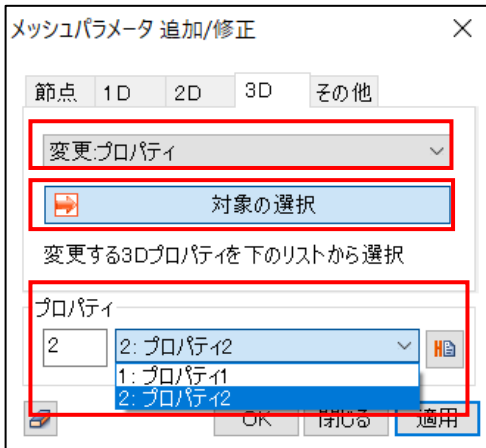 メッシュパラメータ 追加/修正
節点 1D 2D 3D その他
変更:プロパティ
対象の選択
変更する3Dプロパティを下のリストから選択
プロパティ
2 2: プロパティ2
1: プロパティ1
2: プロパティ2
OK 閉じる 適用